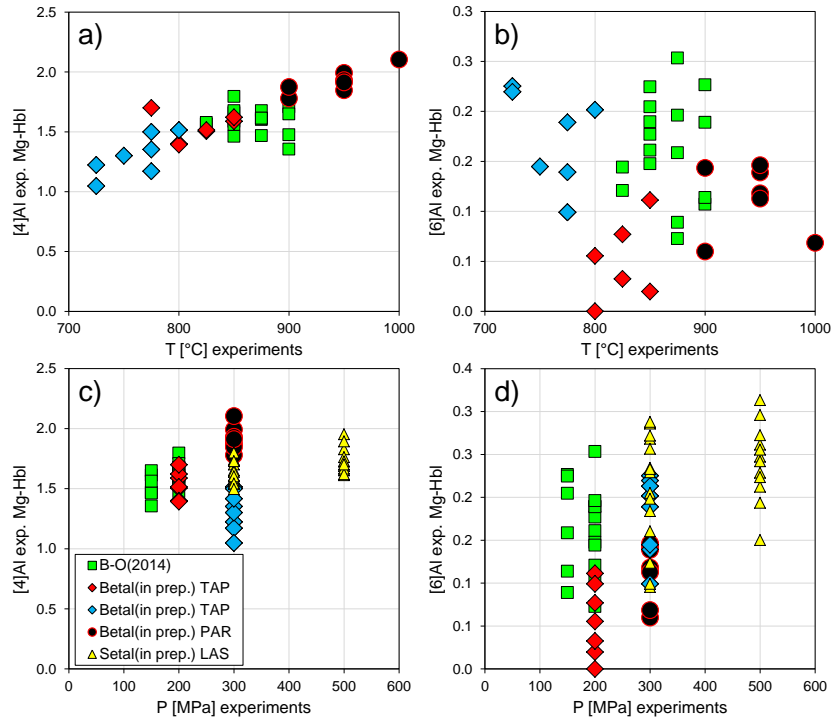 a)
2.5
2.0
1.5
1.0
0.5
0.0
[4]Al exp. Mg-Hbl
700 800 900 1000
T [°C] experiments
b)
0.3
0.3
0.2
0.2
0.1
0.1
0.0
[6]Al exp. Mg-Hbl
700 800 900 1000
T [°C] experiments
c)
2.5
2.0
1.5
1.0
0.5
0.0
[4]Al exp. Mg-Hbl
B-O(2014)
Betal(in prep.) TAP
Betal(in prep.) TAP
Betal(in prep.) PAR
Setal(in prep.) LAS
0 100 200 300 400 500 600
P [MPa] experiments
d)
0.4
0.3
0.3
0.2
0.2
0.1
0.1
0.0
[6]Al exp. Mg-Hbl
0 100 200 300 400 500 600
P [MPa] experiments